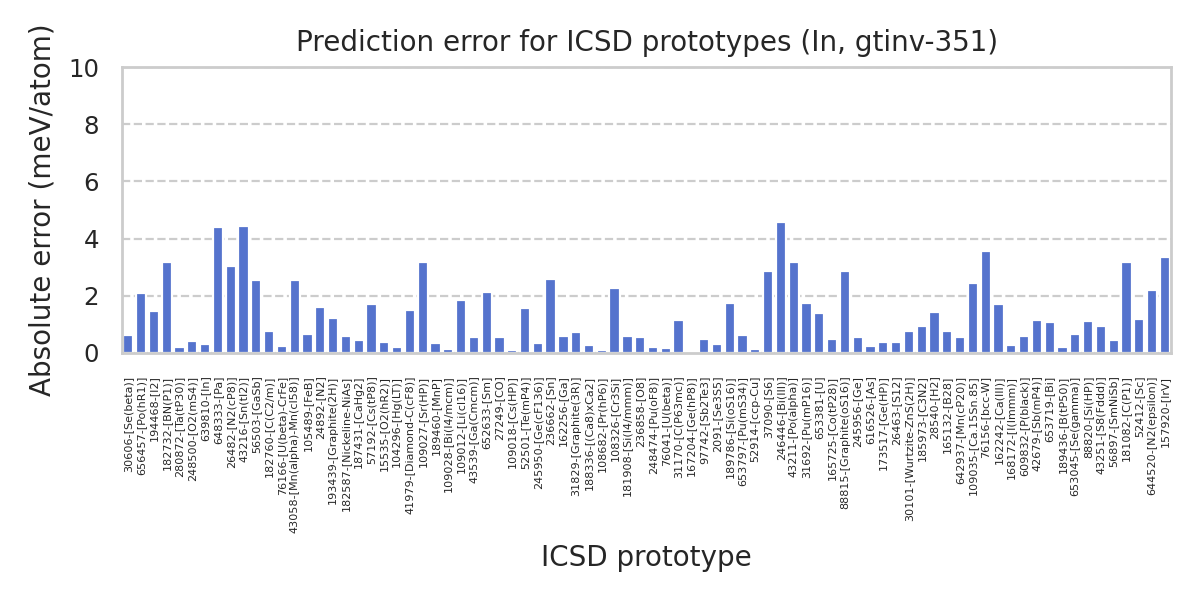 Prediction error for ICSD prototypes (In, gtinv-351)
Absolute error (meV/atom)
10
8
6
4
2
0
306006-[Se(beta)]
656457-[Po(hR1)]
194468-[I2]
182732-[BN(P1)]
280872-[Ta(tP30)]
248500-[O2(mS4)]
639810-[In]
648333-[Pa]
26482-[N2(cP8)]
43216-[Sn(tI2)]
56503-[GaSb]
182760-[C(C2/m)]
76166-[U(beta)-CrFe]
43058-[Mn(alpha)-Mn(cI58)]
105489-[FeB]
24892-[N2]
193439-[Graphite(2H)]
182587-[Nickeline-NiAs]
187431-[CaHg2]
57192-[Cs(tP8)]
15535-[O2(hR2)]
104296-[Hg(LT)]
41979-[Diamond-C(cF8)]
109027-[Sr(HP)]
189460-[MnP]
109028-[Bi(I4/mcm)]
109012-[Li(cI16)]
43539-[Ga(Cmcm)]
652633-[Sm]
27249-[CO]
109018-[Cs(HP)]
52501-[Te(mP4)]
245950-[Ge(cF136)]
236662-[Sn]
162256-[Ga]
31829-[Graphite(3R)]
188336-[(Ca8)xCa2]
108682-[Pr(hP6)]
108326-[Cr3Si]
181908-[Si(I4/mmm)]
236858-[O8]
248474-[Pu(oF8)]
76041-[U(beta)]
31170-[C(P63mc)]
167204-[Ge(hP8)]
97742-[Sb2Te3]
2091-[Se3S5]
189786-[Si(oS16)]
653797-[Pu(mS34)]
52914-[ccp-Cu]
37090-[S6]
246446-[Bi(III)]
43211-[Po(alpha)]
31692-[Pu(mP16)]
653381-[U]
165725-[Co(tP28)]
88815-[Graphite(oS16)]
245956-[Ge]
616526-[As]
173517-[Ge(HP)]
26463-[S12]
30101-[Wurtzite-ZnS(2H)]
185973-[C3N2]
28540-[H2]
165132-[B28]
642937-[Mn(cP20)]
109035-[Ca.15Sn.85]
76156-[bcc-W]
162242-[Ca(III)]
168172-[I(Immm)]
609832-[P(black)]
426739-[Sb(mP4)]
653719-[Bi]
189436-[B(tP50)]
653045-[Se(gamma)]
88820-[Si(HP)]
43251-[S8(Fddd)]
56897-[SmNiSb]
181082-[C(P1)]
52412-[Sc]
644520-[N2(epsilon)]
157920-[IrV]
ICSD prototype